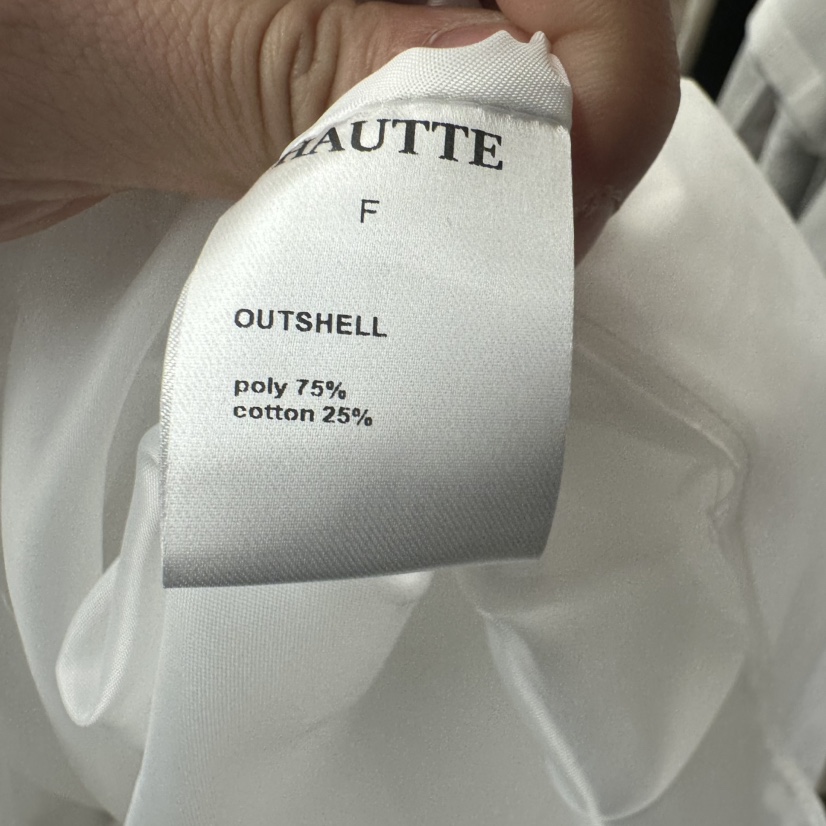 HAUTTE
F
OUTSHELL
poly 75%
cotton 25%